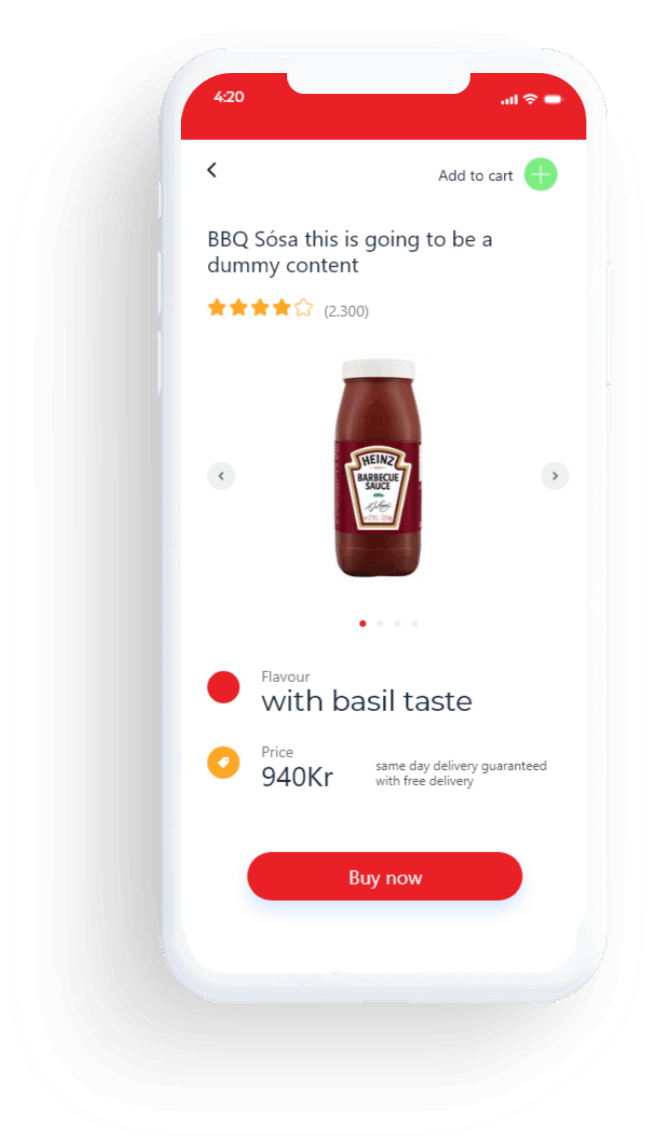 4:20
Add to cart
BBQ Sósa this is going to be a
dummy content
(2.300)
HEINZ
BARBECUE
SAUCE
Flavour
with basil taste
Price
940Kr
same day delivery guaranteed
with free delivery
Buy now